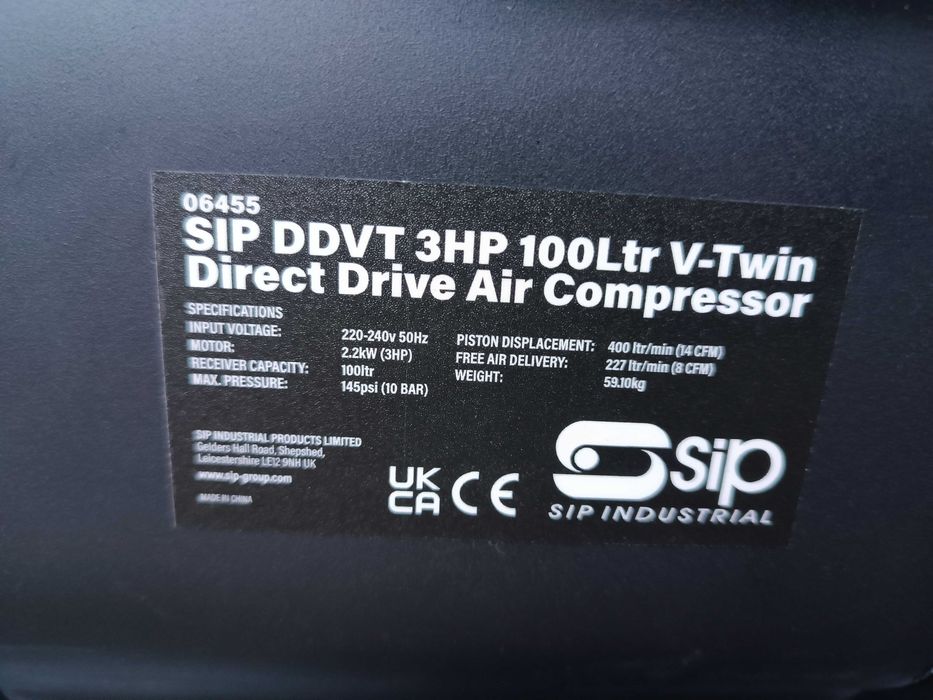 06455
SIP DDVT 3HP 100Ltr V-Twin
Direct Drive Air Compressor
SPECIFICATIONS
INPUT VOLTAGE: 220-240v 50Hz
MOTOR: 2.2kW (3HP)
RECEIVER CAPACITY: 100ltr
MAX. PRESSURE: 145psi (10 BAR)
PISTON DISPLACEMENT: 400 ltr/min (14 CFM)
FREE AIR DELIVERY: 227 ltr/min (8 CFM)
WEIGHT: 59.10kg
SIP INDUSTRIAL PRODUCTS LIMITED
Gelders Hall Road, Shepshed,
Leicestershire LE12 9NH UK
www.sip-group.com
MADE IN CHINA
UK
CA CE
sip
SIP INDUSTRIAL